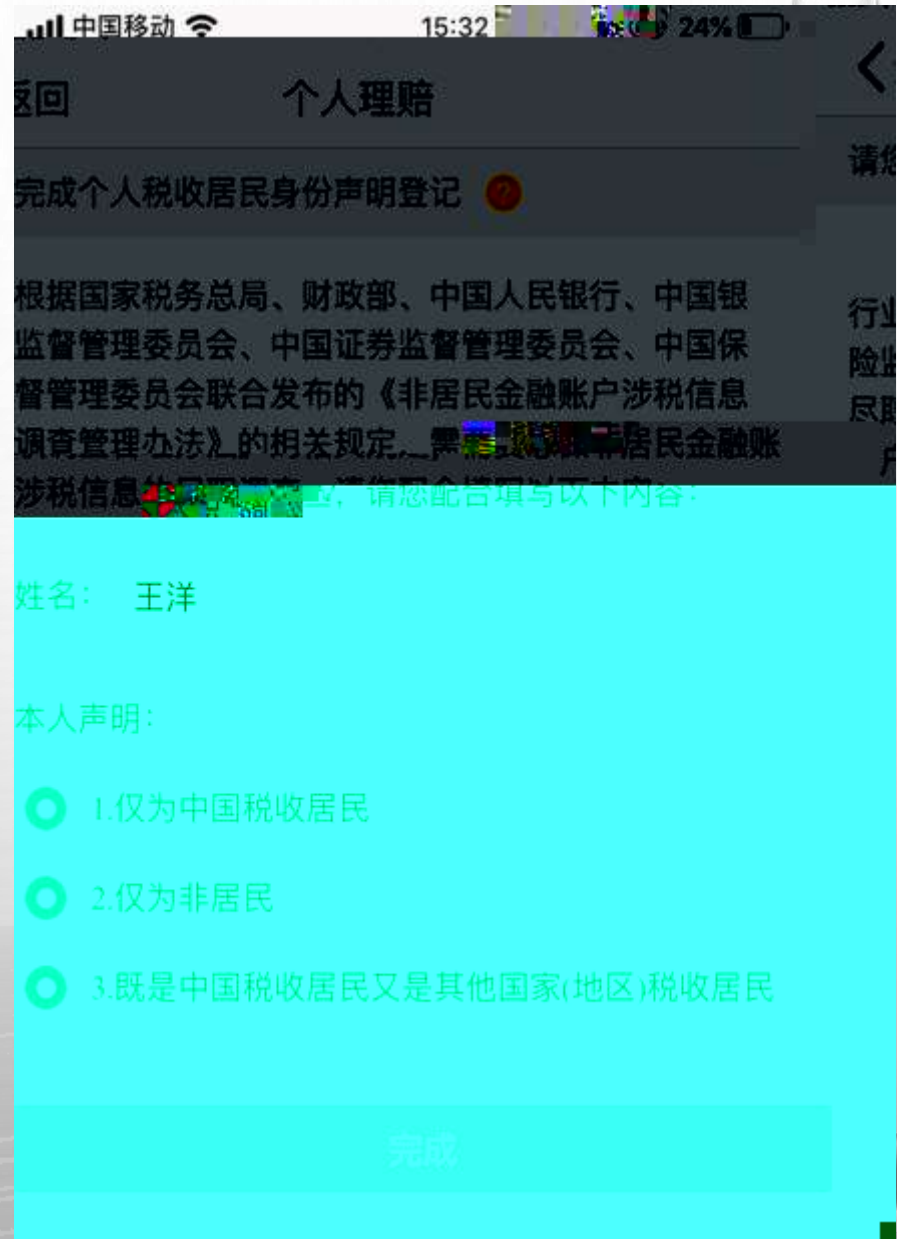 中国移动 15:32 24%
返回 个人理赔
请您
完成个人税收居民身份声明登记 ?
根据国家税务总局、财政部、中国人民银行、中国银
行业
监督管理委员会、中国证券监督管理委员会、中国保
险监
督管理委员会联合发布的《非居民金融账户涉税信息
尽职
调查管理办法》的相关规定,需 居民金融账
户
涉税信息 请您配合填写以下内容:
姓名: 王洋
本人声明:
1.仅为中国税收居民
2.仅为非居民
3.既是中国税收居民又是其他国家(地区)税收居民
完成